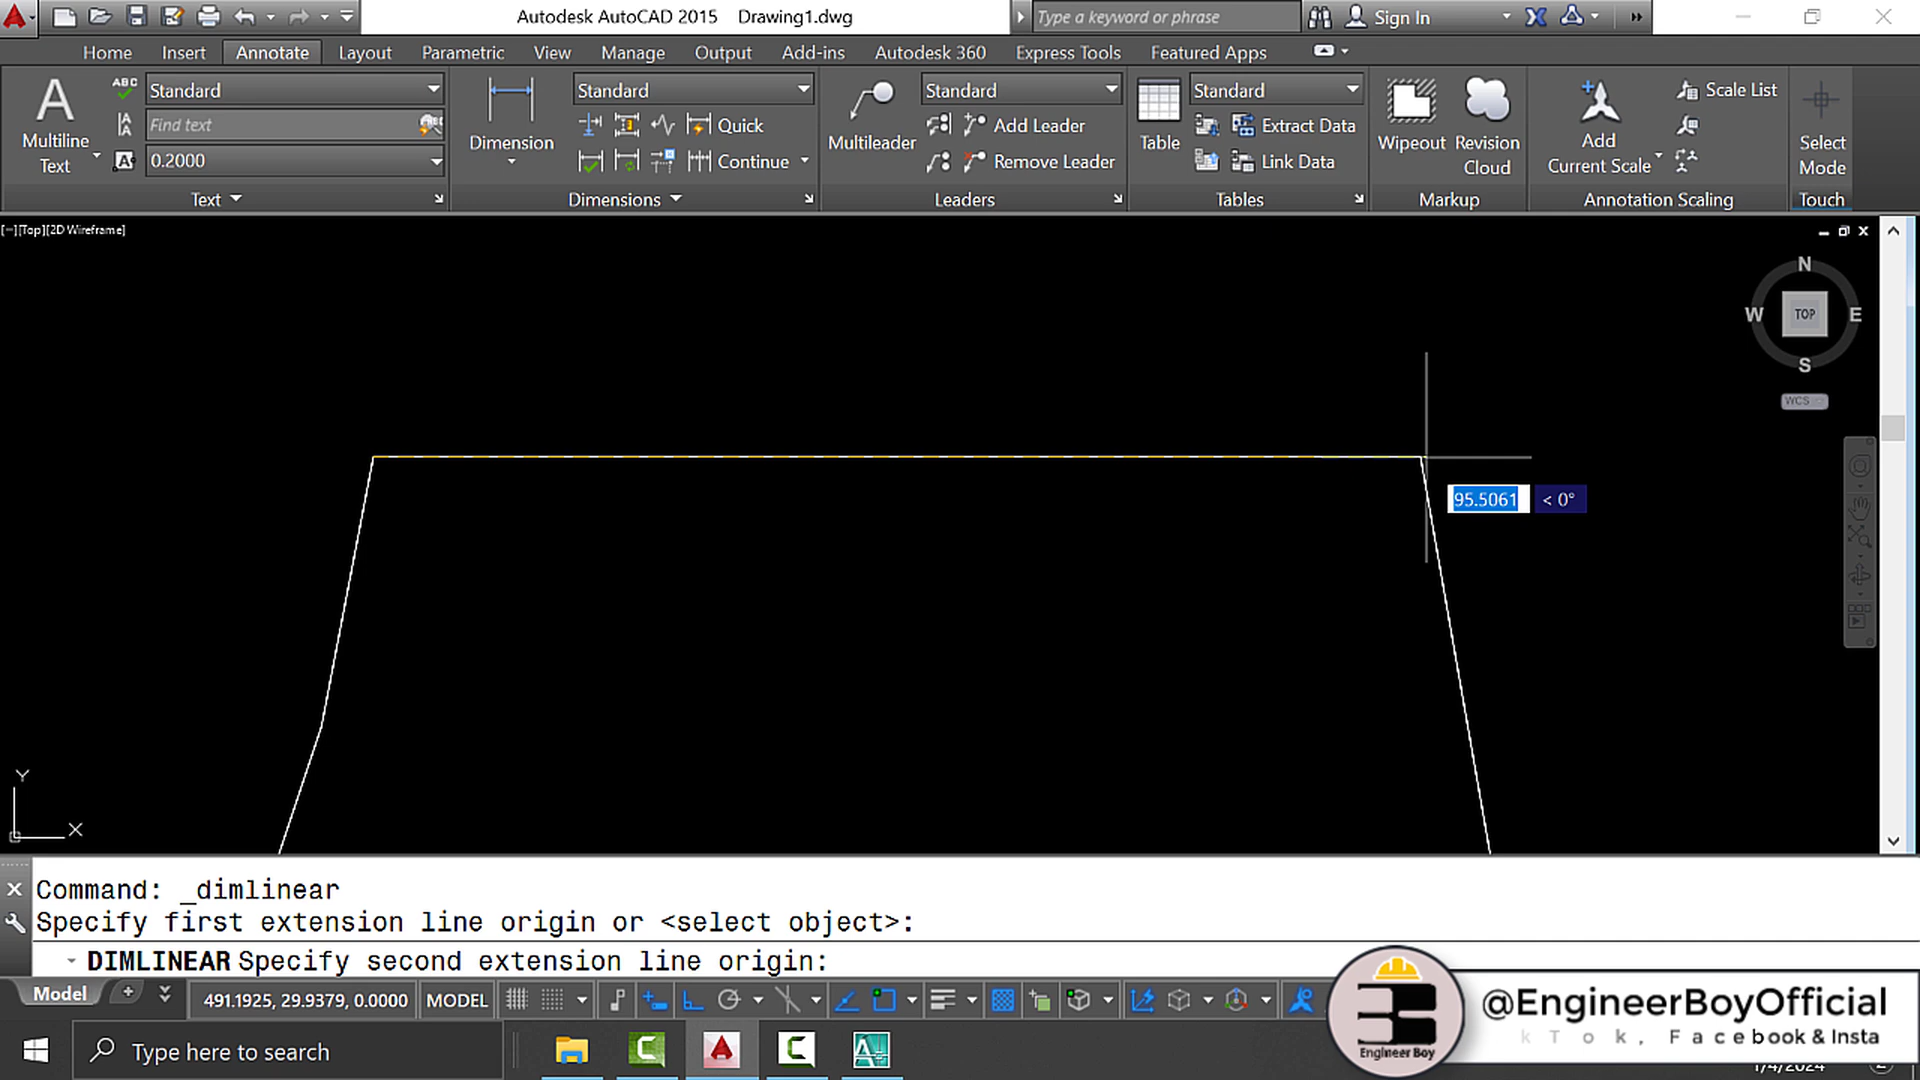 Autodesk AutoCAD 2015 Drawing1.dwg
Type a keyword or phrase
Sign In
Home Insert Annotate Layout Parametric View Manage Output Add-ins Autodesk 360 Express Tools Featured Apps
A
Multiline
Text
ABC
Standard
Find text
0.2000
Text
Dimension
Standard
Quick
Continue
Dimensions
Multileader
Standard
Add Leader
Remove Leader
Leaders
Table
Standard
Extract Data
Link Data
Tables
Wipeout
Revision
Cloud
Markup
Add
Current Scale
Scale List
Annotation Scaling
Select
Mode
Touch
[−][Top][2D Wireframe]
N
W TOP E
S
WCS
95.5061 < 0°
Y
X
Command: _dimlinear
Specify first extension line origin or <select object>:
DIMLINEAR Specify second extension line origin:
Model
491.1925, 29.9379, 0.0000 MODEL
Type here to search
Engineer Boy
@EngineerBoyOfficial
k T o k, F a c e b o o k & Insta
1/4/2024